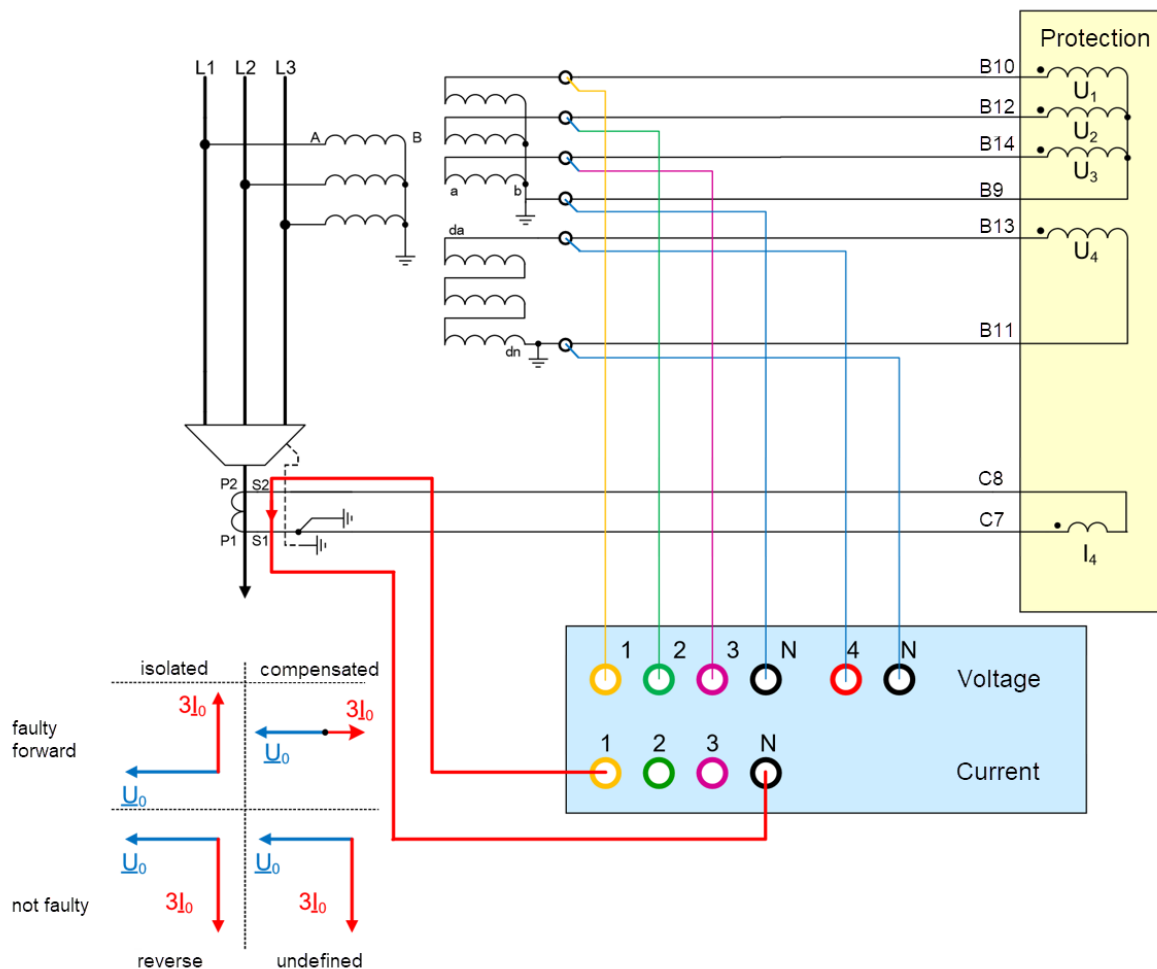 Protection
L1 L2 L3
B10
U1
B12
U2
A B
B14
U3
a b
B9
da
B13
U4
B11
dn
C8
P2 S2
C7
P1 S1
I4
1 2 3 N 4 N
Voltage
isolated compensated
3I0 3I0
faulty
forward
U0
U0
1 2 3 N
Current
U0 U0
not faulty
3I0 3I0
reverse undefined